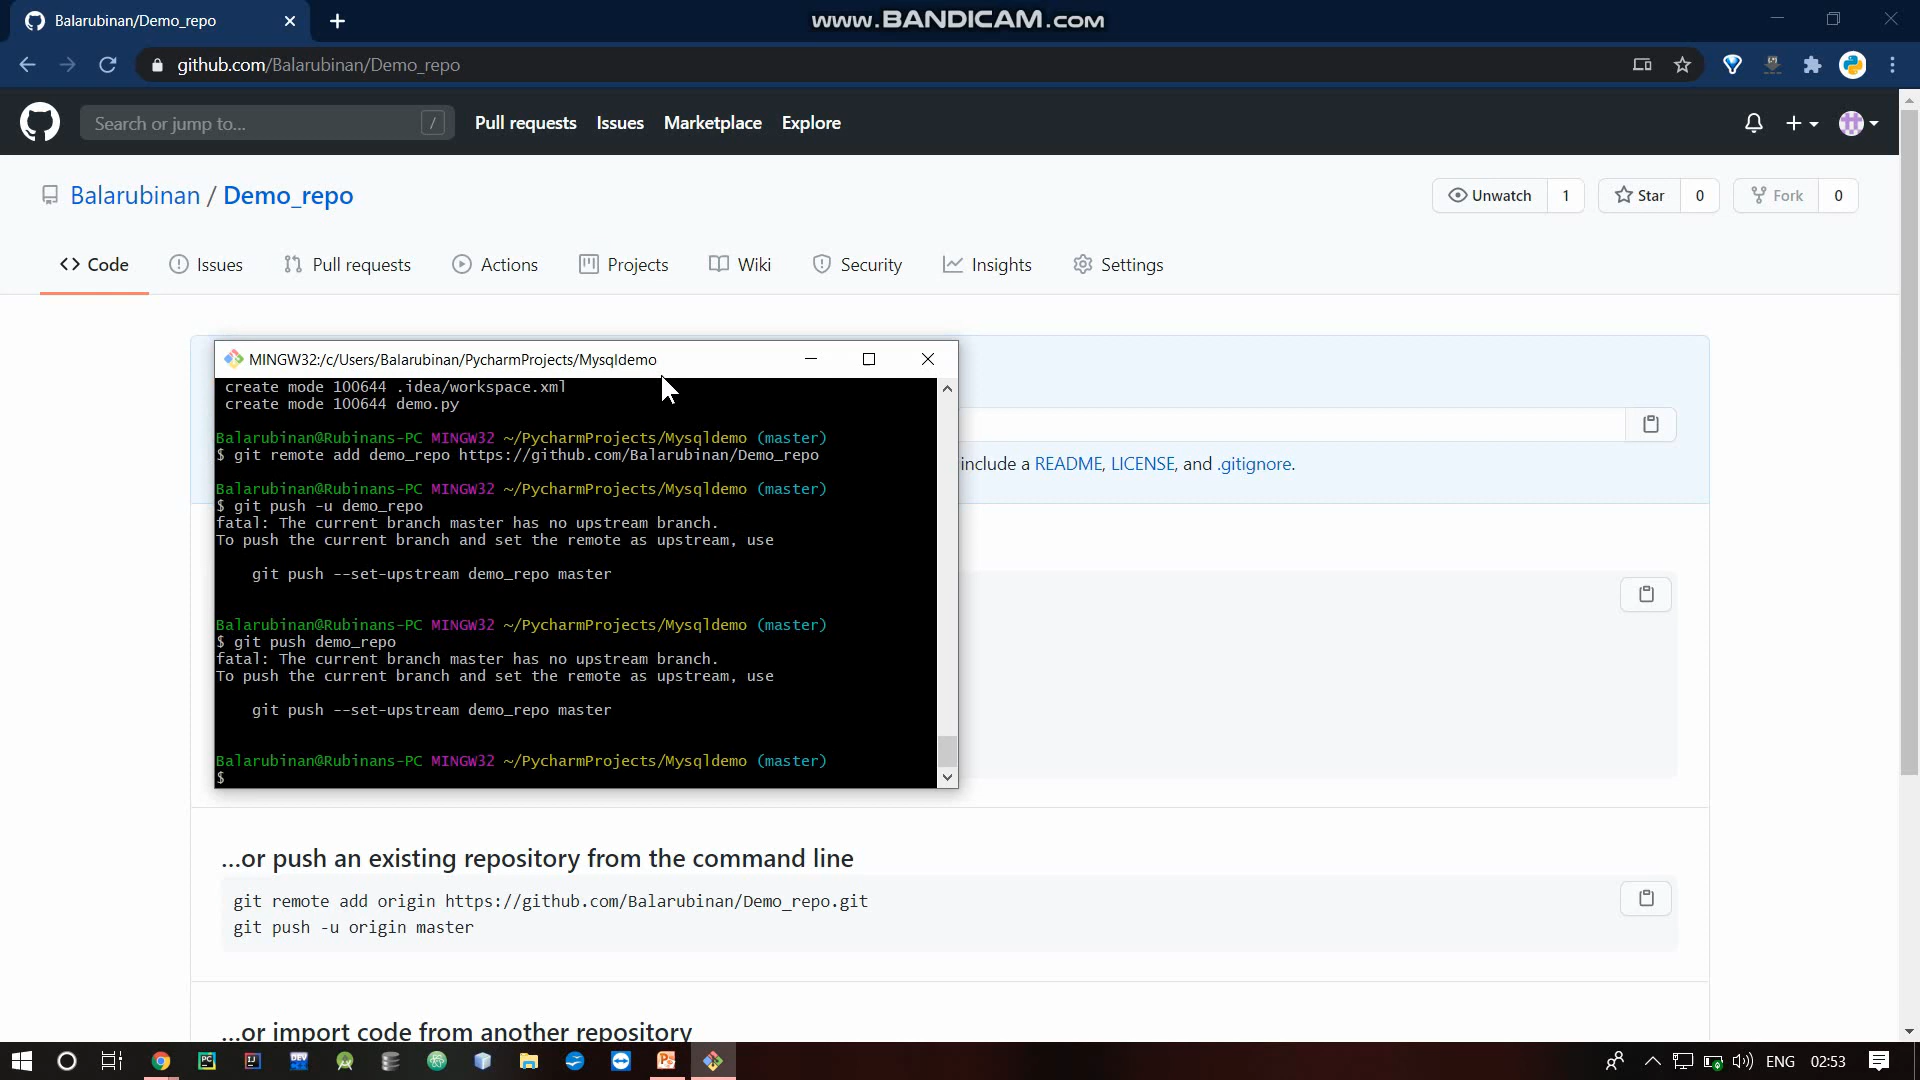 Balarubinan/Demo_repo
www.BANDICAM.com
github.com/Balarubinan/Demo_repo
Search or jump to... /
Pull requests Issues Marketplace Explore
Balarubinan / Demo_repo
Unwatch 1 Star 0 Fork 0
Code Issues Pull requests Actions Projects Wiki Security Insights Settings
MINGW32:/c/Users/Balarubinan/PycharmProjects/Mysqldemo
create mode 100644 .idea/workspace.xml
create mode 100644 demo.py
Balarubinan@Rubinans-PC MINGW32 ~/PycharmProjects/Mysqldemo (master)
$ git remote add demo_repo https://github.com/Balarubinan/Demo_repo
include a README, LICENSE, and .gitignore.
Balarubinan@Rubinans-PC MINGW32 ~/PycharmProjects/Mysqldemo (master)
$ git push -u demo_repo
fatal: The current branch master has no upstream branch.
To push the current branch and set the remote as upstream, use
git push --set-upstream demo_repo master
Balarubinan@Rubinans-PC MINGW32 ~/PycharmProjects/Mysqldemo (master)
$ git push demo_repo
fatal: The current branch master has no upstream branch.
To push the current branch and set the remote as upstream, use
git push --set-upstream demo_repo master
Balarubinan@Rubinans-PC MINGW32 ~/PycharmProjects/Mysqldemo (master)
$
...or push an existing repository from the command line
git remote add origin https://github.com/Balarubinan/Demo_repo.git
git push -u origin master
...or import code from another repository
ENG 02:53